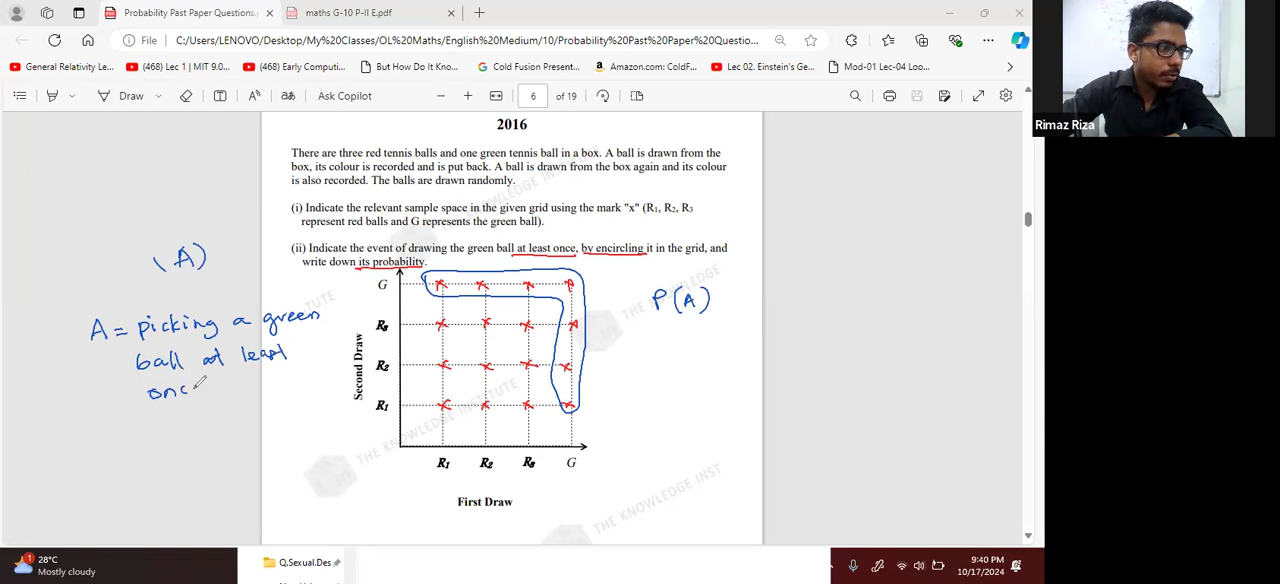 Probability Past Paper Questions.
maths G-10 P-II E.pdf
File
C:/Users/LENOVO/Desktop/My%20Classes/OL%20Maths/English%20Medium/10/Probability%20Past%20Paper%20Questio...
General Relativity Le...
(468) Lec 1 | MIT 9.0...
(468) Early Computi...
But How Do It Kno...
Cold Fusion Present...
Amazon.com: ColdF...
Lec 02. Einstein's Ge...
Mod-01 Lec-04 Loo...
Draw
Ask Copilot
6 of 19
Rimaz Riza
2016
There are three red tennis balls and one green tennis ball in a box. A ball is drawn from the
box, its colour is recorded and is put back. A ball is drawn from the box again and its colour
is also recorded. The balls are drawn randomly.
(i) Indicate the relevant sample space in the given grid using the mark "x" (R₁, R₂, R₃
represent red balls and G represents the green ball).
(ii) Indicate the event of drawing the green ball at least once, by encircling it in the grid, and
write down its probability.
(A)
A = picking a green
ball at least
onc
P(A)
Second Draw
G
R₃
R₂
R₁
R₁ R₂ R₃ G
First Draw
THE KNOWLEDGE INSTITUTE
THE KNOWLEDGE INST
28°C
Mostly cloudy
Q.Sexual.Des
9:40 PM
10/17/2024